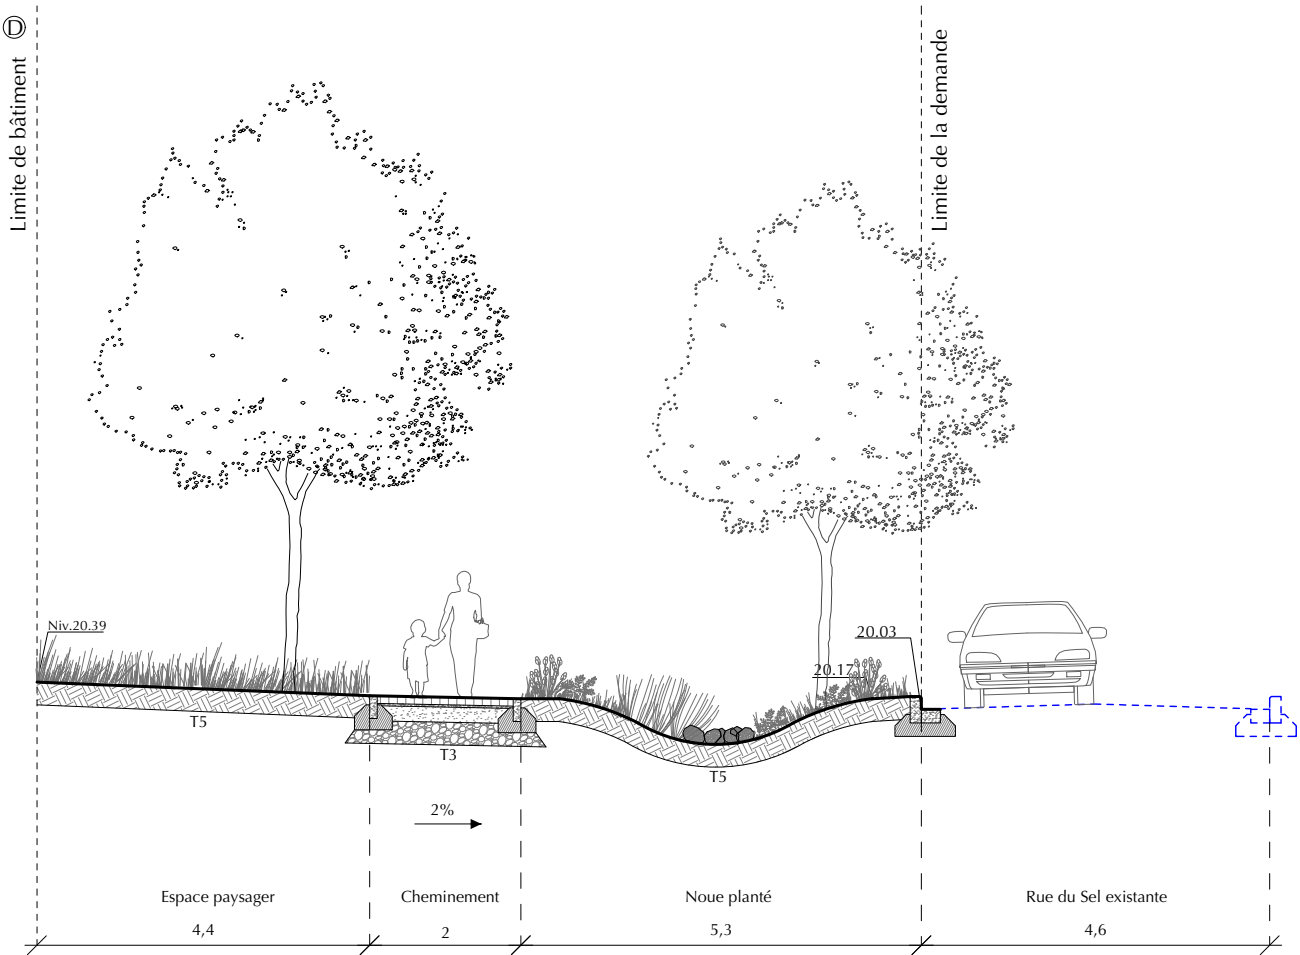 D
Limite de bâtiment
Limite de la demande
Niv.20.39
20.03
20.17
T5
T3
T5
2%
Espace paysager
Cheminement
Noue planté
Rue du Sel existante
4,4
2
5,3
4,6